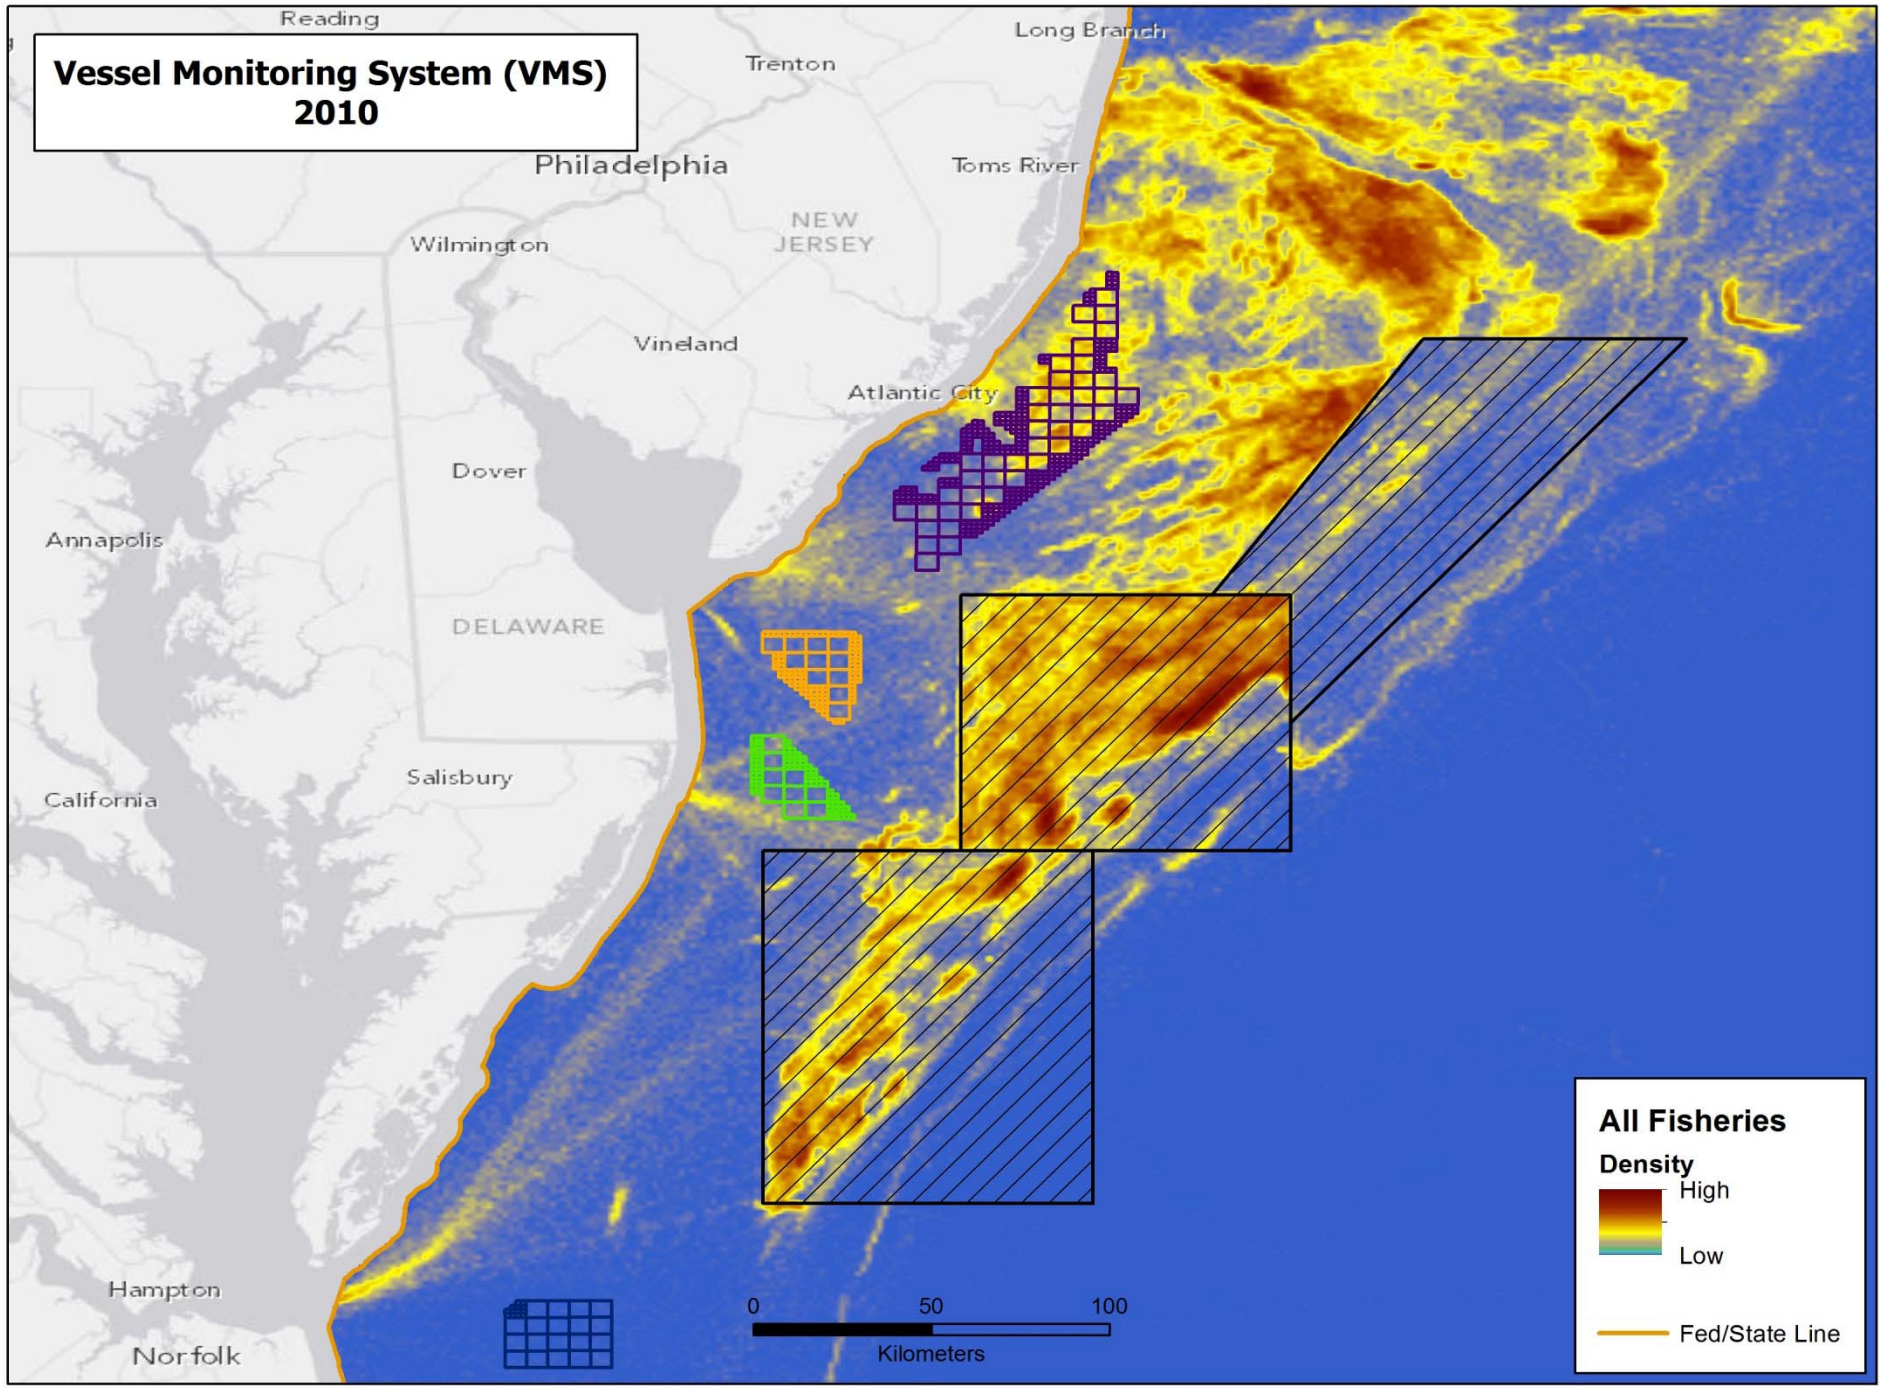 Reading
Long Branch
Vessel Monitoring System (VMS)
2010
Trenton
Philadelphia
Toms River
NEW
JERSEY
Wilmington
Vineland
Atlantic City
Dover
Annapolis
DELAWARE
Salisbury
California
Hampton
Norfolk
0 50 100
Kilometers
All Fisheries
Density
High
Low
Fed/State Line